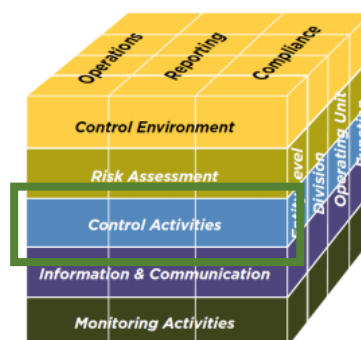 Operations
Reporting
Compliance
Control Environment
Risk Assessment
Control Activities
Information & Communication
Monitoring Activities
Division
Operating Unit